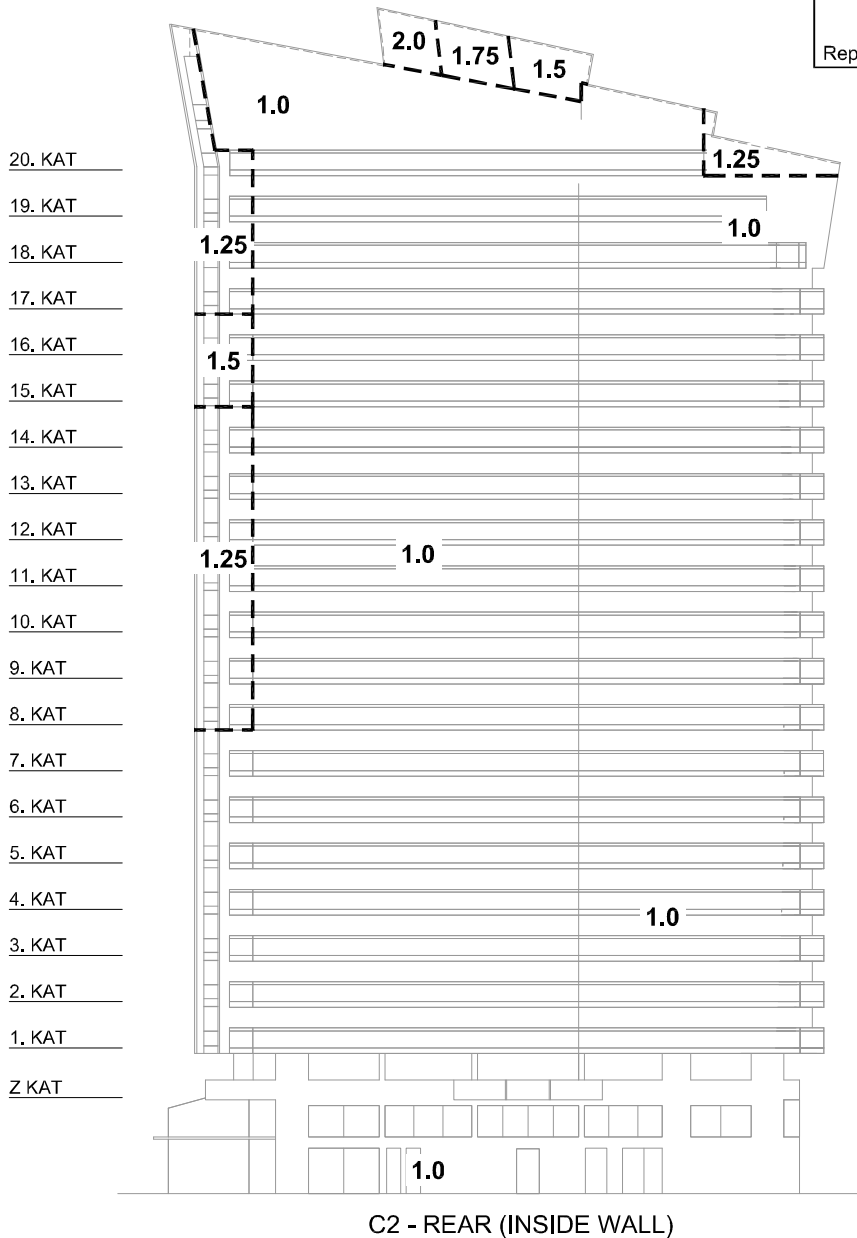 Rep
2.0
1.75
1.5
1.0
1.25
20. KAT
19. KAT
1.0
18. KAT
1.25
17. KAT
16. KAT
1.5
15. KAT
14. KAT
13. KAT
12. KAT
1.25
1.0
11. KAT
10. KAT
9. KAT
8. KAT
7. KAT
6. KAT
5. KAT
4. KAT
1.0
3. KAT
2. KAT
1. KAT
Z KAT
1.0
C2 - REAR (INSIDE WALL)